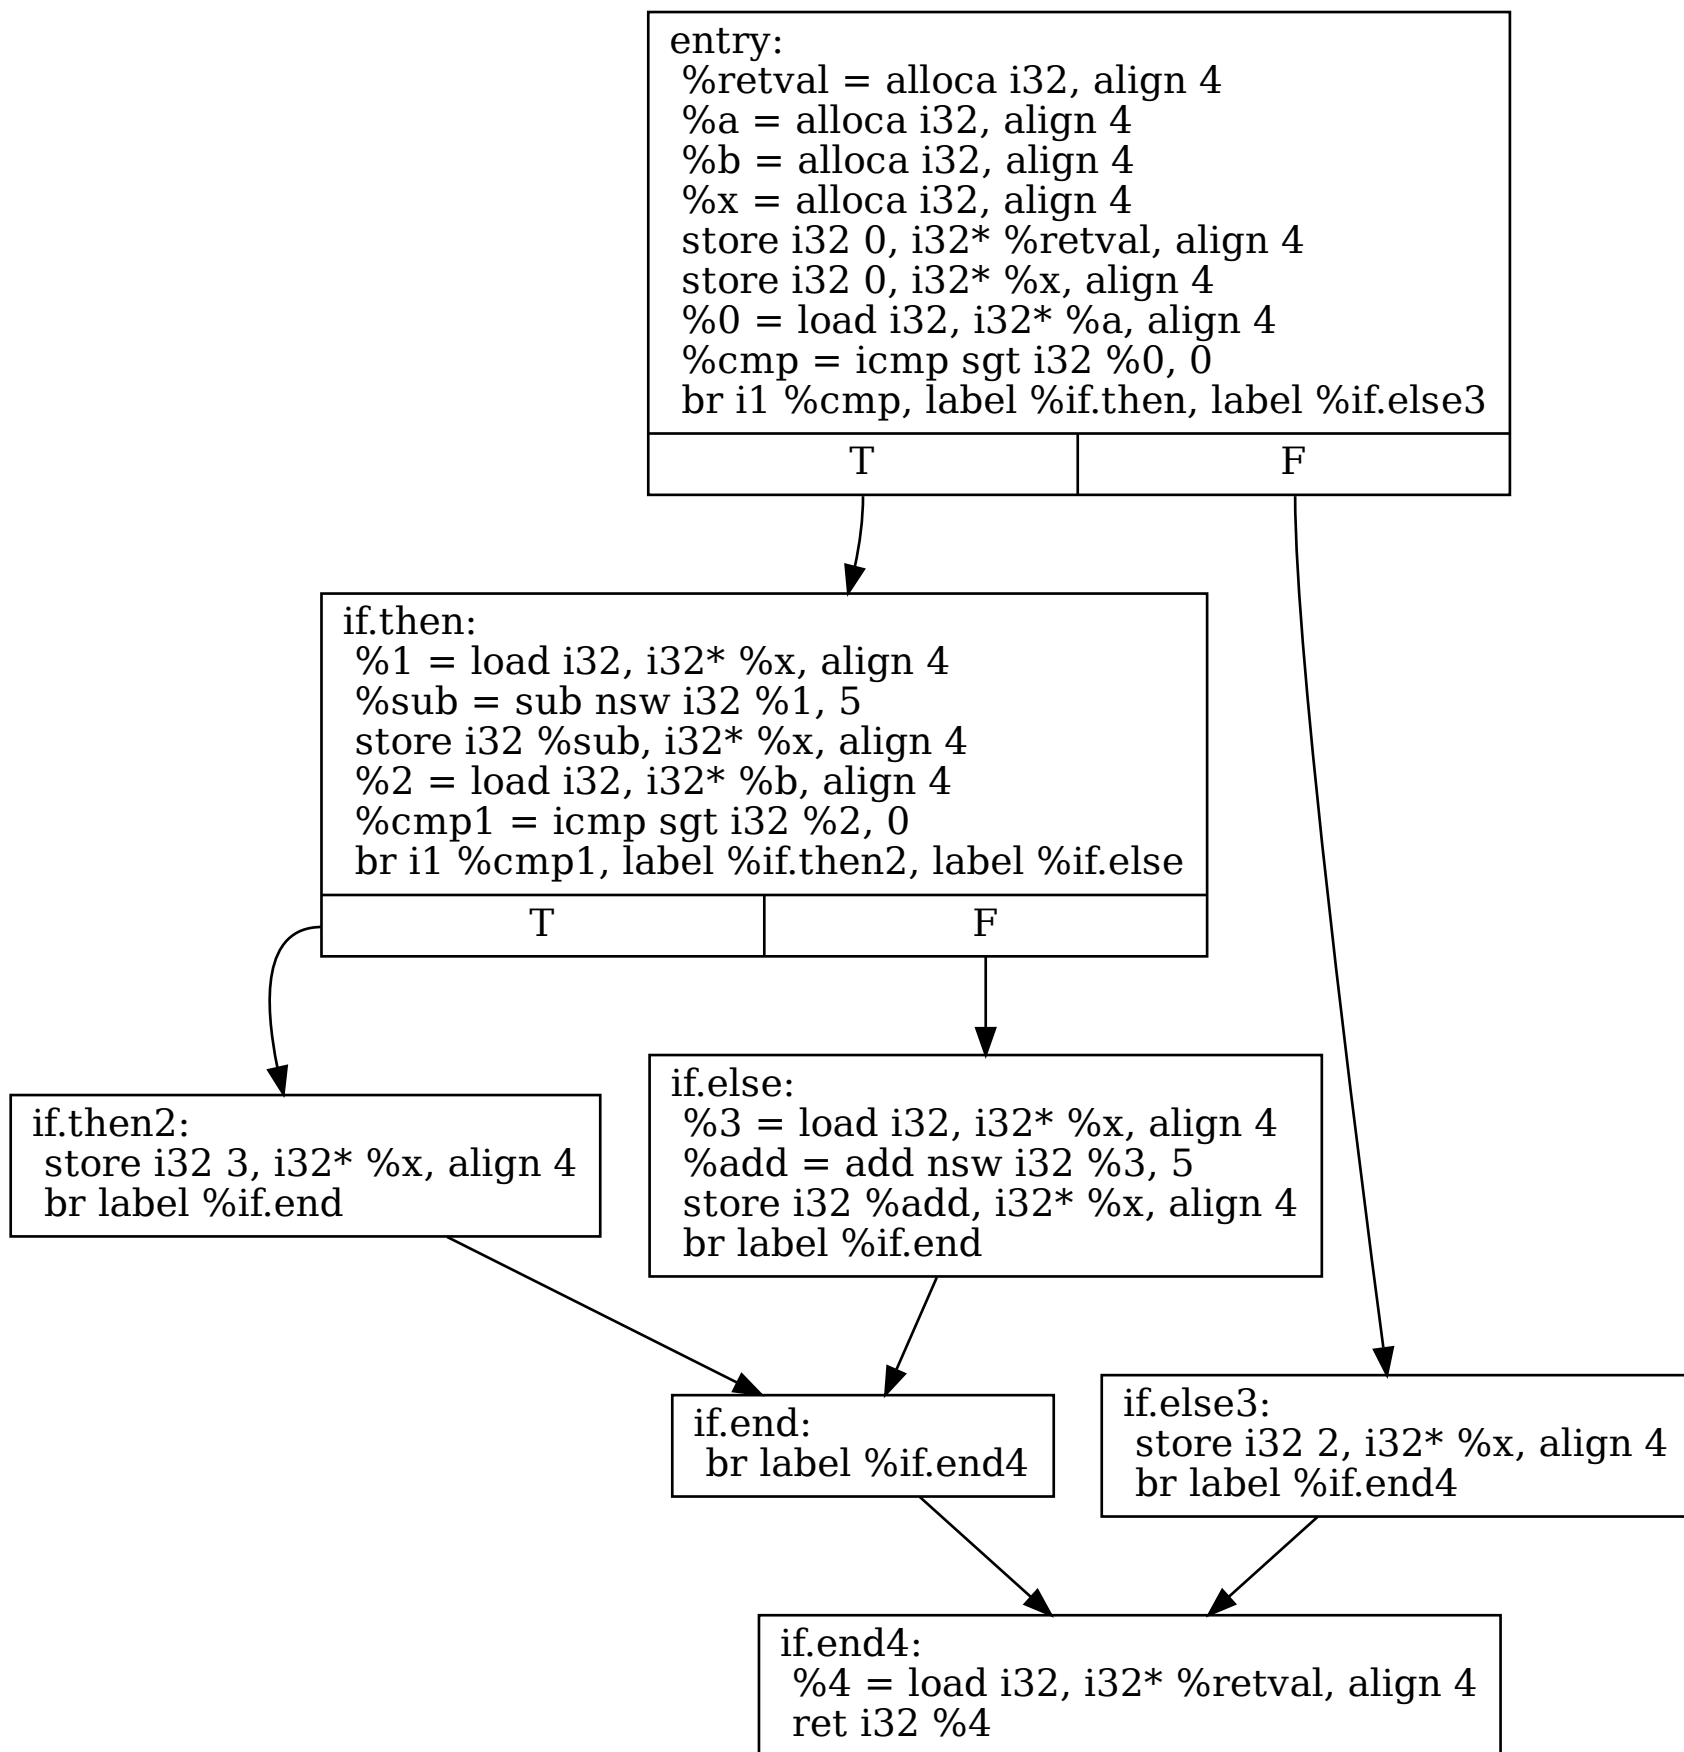 entry:
%retval = alloca i32, align 4
%a = alloca i32, align 4
%b = alloca i32, align 4
%x = alloca i32, align 4
store i32 0, i32* %retval, align 4
store i32 0, i32* %x, align 4
%0 = load i32, i32* %a, align 4
%cmp = icmp sgt i32 %0, 0
br i1 %cmp, label %if.then, label %if.else3
T F
if.then:
%1 = load i32, i32* %x, align 4
%sub = sub nsw i32 %1, 5
store i32 %sub, i32* %x, align 4
%2 = load i32, i32* %b, align 4
%cmp1 = icmp sgt i32 %2, 0
br i1 %cmp1, label %if.then2, label %if.else
T F
if.then2:
store i32 3, i32* %x, align 4
br label %if.end
if.else:
%3 = load i32, i32* %x, align 4
%add = add nsw i32 %3, 5
store i32 %add, i32* %x, align 4
br label %if.end
if.end:
br label %if.end4
if.else3:
store i32 2, i32* %x, align 4
br label %if.end4
if.end4:
%4 = load i32, i32* %retval, align 4
ret i32 %4